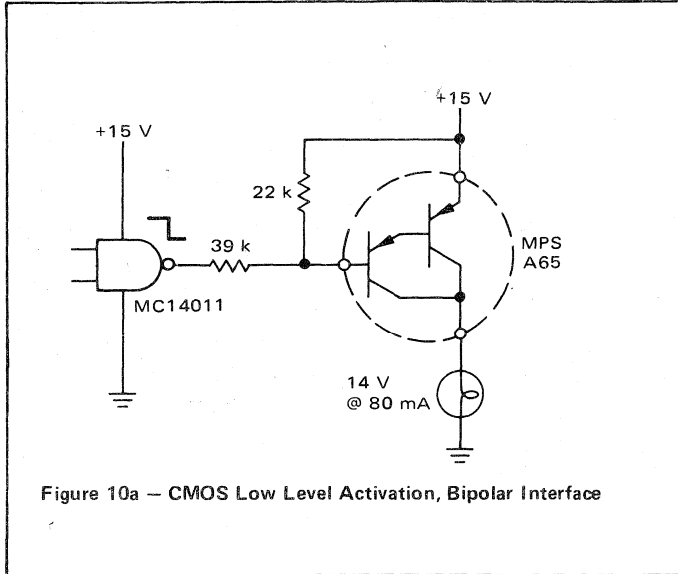 +15 V
+15 V
22 k
39 k
MPS
A65
MC14011
14 V
@ 80 mA
Figure 10a — CMOS Low Level Activation, Bipolar Interface